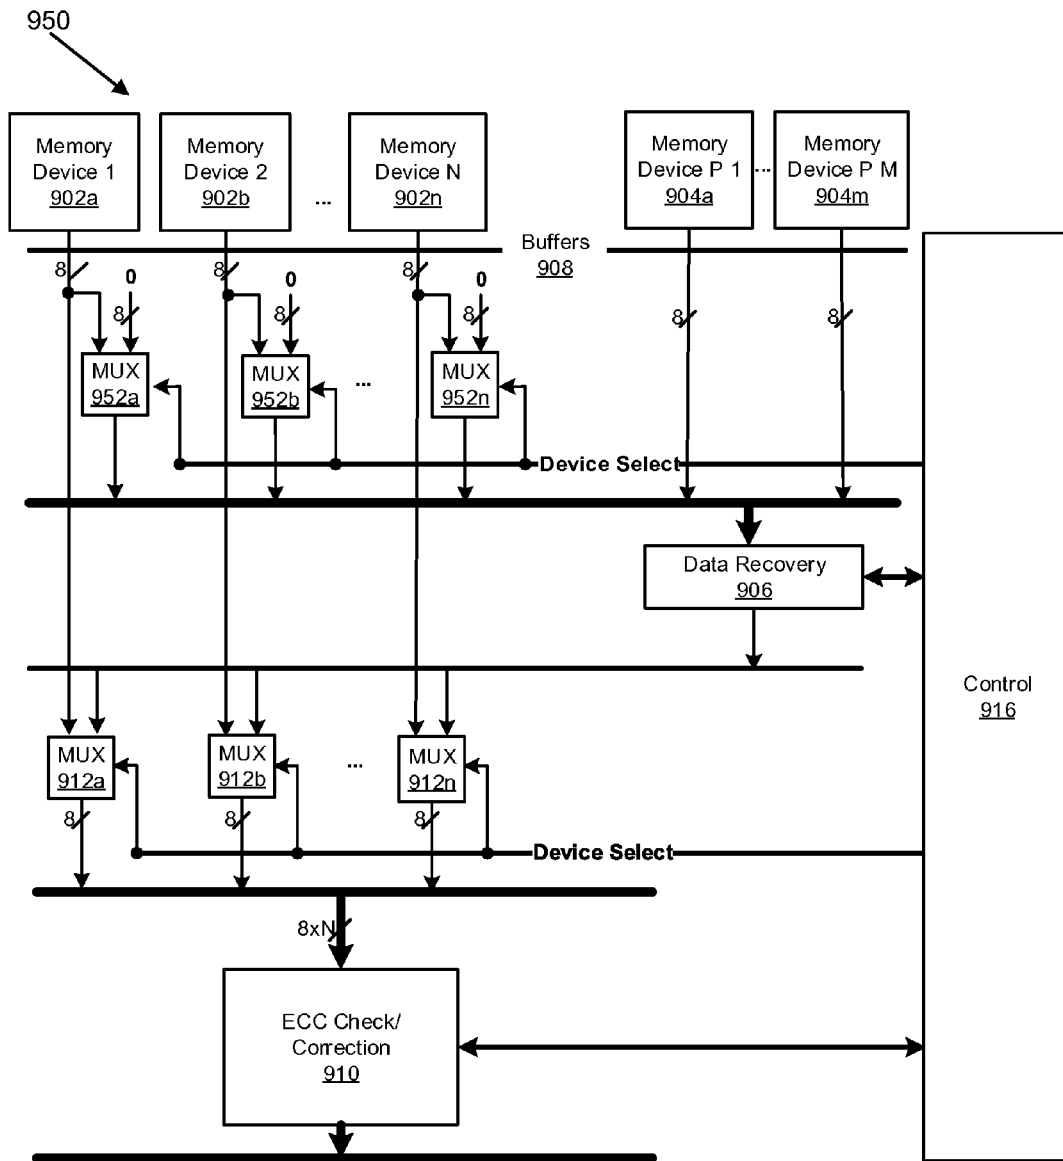 950
Memory
Device 1
902a
Memory
Device 2
902b
...
Memory
Device N
902n
Memory
Device P 1
904a
...
Memory
Device P M
904m
Buffers
908
8
0
8
8
0
8
8
0
8
8
8
MUX
952a
MUX
952b
...
MUX
952n
Device Select
Data Recovery
906
Control
916
MUX
912a
MUX
912b
...
MUX
912n
8
8
8
Device Select
8xN
ECC Check/
Correction
910